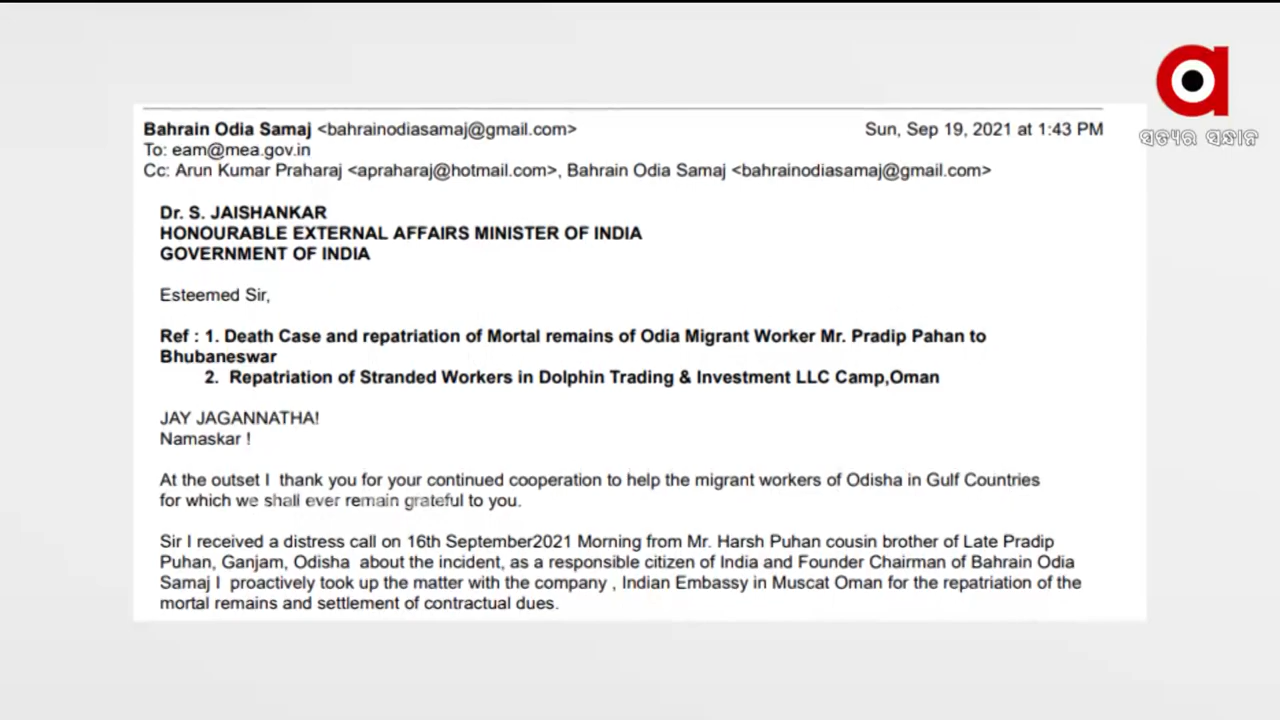 Bahrain Odia Samaj <bahrainodiasamaj@gmail.com> Sun, Sep 19, 2021 at 1:43 PM
To: eam@mea.gov.in
Cc: Arun Kumar Praharaj <apraharaj@hotmail.com>, Bahrain Odia Samaj <bahrainodiasamaj@gmail.com>
Dr. S. JAISHANKAR
HONOURABLE EXTERNAL AFFAIRS MINISTER OF INDIA
GOVERNMENT OF INDIA
Esteemed Sir,
Ref : 1. Death Case and repatriation of Mortal remains of Odia Migrant Worker Mr. Pradip Pahan to
Bhubaneswar
2. Repatriation of Stranded Workers in Dolphin Trading & Investment LLC Camp,Oman
JAY JAGANNATHA!
Namaskar !
At the outset I thank you for your continued cooperation to help the migrant workers of Odisha in Gulf Countries
for which we shall ever remain grateful to you.
Sir I received a distress call on 16th September2021 Morning from Mr. Harsh Puhan cousin brother of Late Pradip
Puhan, Ganjam, Odisha about the incident, as a responsible citizen of India and Founder Chairman of Bahrain Odia
Samaj I proactively took up the matter with the company , Indian Embassy in Muscat Oman for the repatriation of the
mortal remains and settlement of contractual dues.
a
ସତ୍ୟର ସନ୍ଧାନ